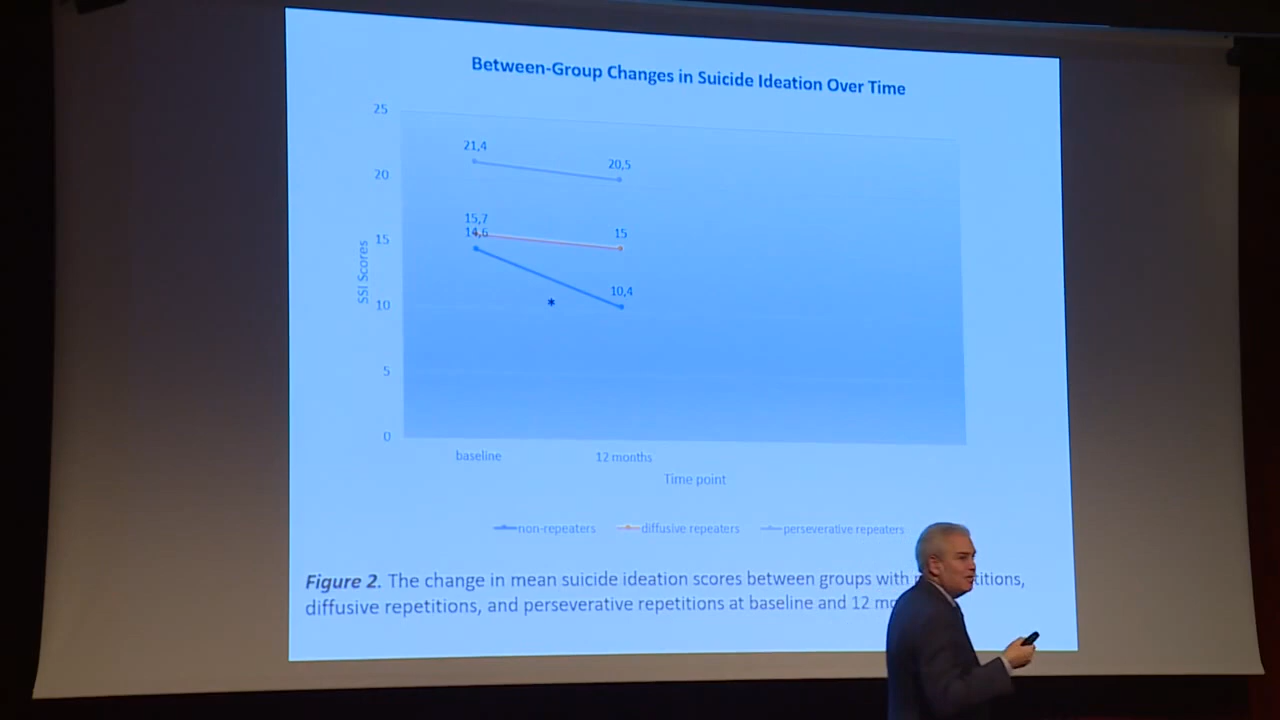 Between-Group Changes in Suicide Ideation Over Time
25
21,4
20,5
20
15,7
14,6
15
15
SSI Scores
10,4
10
*
5
0
baseline
12 months
Time point
non-repeaters
diffusive repeaters
perseverative repeaters
Figure 2. The change in mean suicide ideation scores between groups with
diffusive repetitions, and perseverative repetitions at baseline and 12